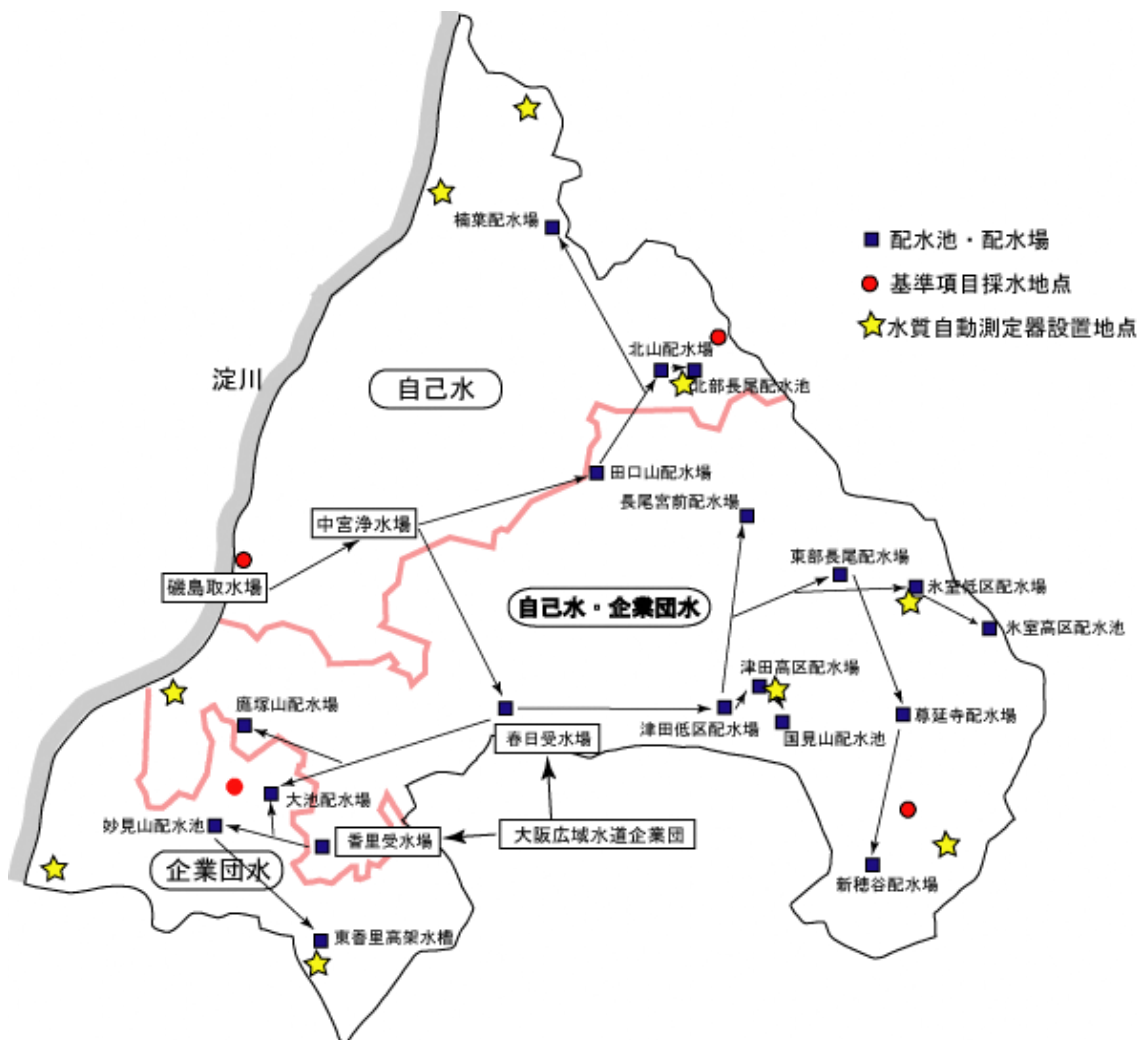 楠葉配水場
配水池・配水場
基準項目採水地点
水質自動測定器設置地点
北山配水場
淀川
自己水
北部長尾配水池
田口山配水場
長尾宮前配水場
中宮浄水場
東部長尾配水場
磯島取水場
自己水・企業団水
氷室低区配水場
氷室高区配水池
津田高区配水場
鷹塚山配水場
津田低区配水場
尊延寺配水場
春日受水場
国見山配水池
大池配水場
妙見山配水池
香里受水場
大阪広域水道企業団
企業団水
新穂谷配水場
東香里高架水槽